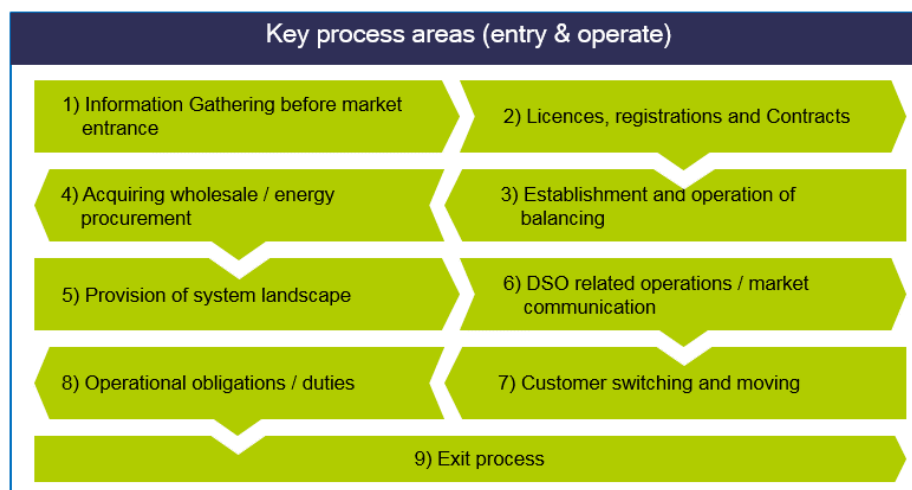 Key process areas (entry & operate)
1) Information Gathering before market
entrance
2) Licences, registrations and Contracts
4) Acquiring wholesale / energy
procurement
3) Establishment and operation of
balancing
5) Provision of system landscape
6) DSO related operations / market
communication
8) Operational obligations / duties
7) Customer switching and moving
9) Exit process